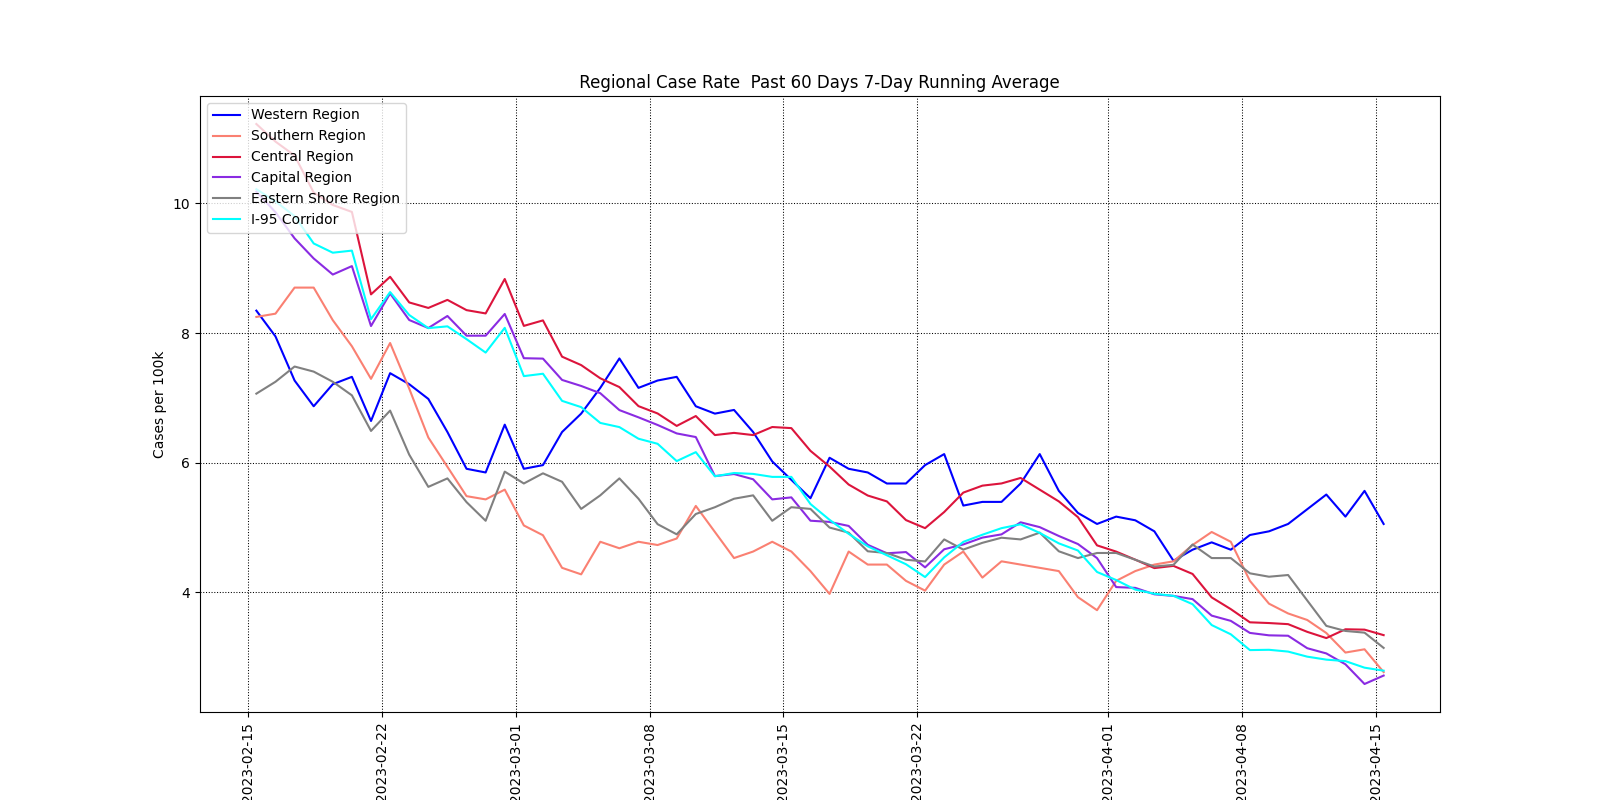 Regional Case Rate  Past 60 Days 7-Day Running Average
Western Region
Southern Region
Central Region
Capital Region
Eastern Shore Region
I-95 Corridor
Cases per 100k
10
8
6
4
2023-02-15
2023-02-22
2023-03-01
2023-03-08
2023-03-15
2023-03-22
2023-04-01
2023-04-08
2023-04-15